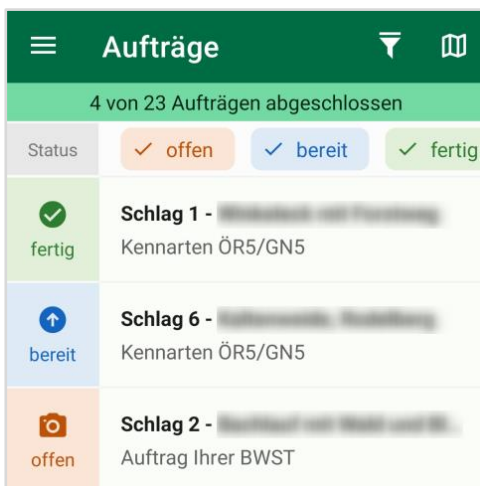 Aufträge
4 von 23 Aufträgen abgeschlossen
Status offen bereit fertig
Schlag 1 -
fertig Kennarten ÖR5/GN5
Schlag 6 -
bereit Kennarten ÖR5/GN5
Schlag 2 -
offen Auftrag Ihrer BWST